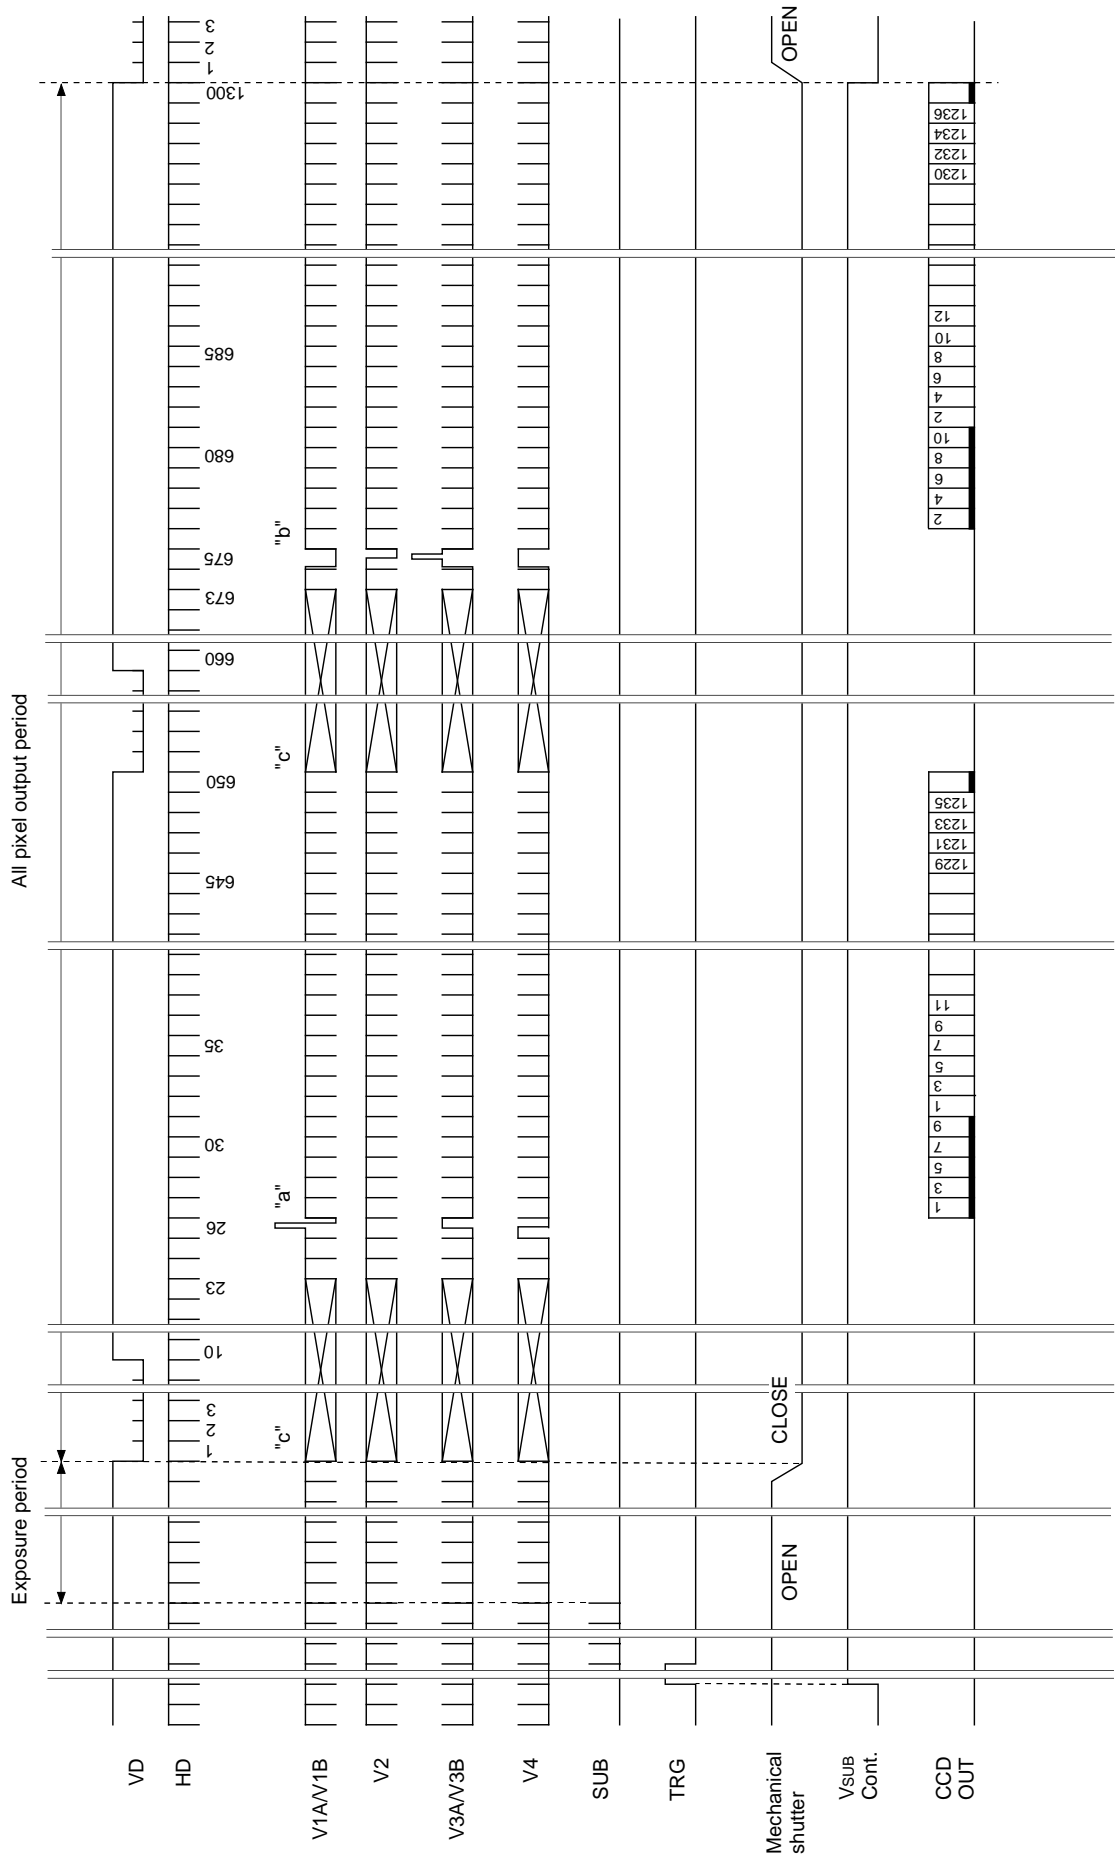 Exposure period
All pixel output period
VD
HD
1
2
3
10
23
26
30
35
645
650
660
673
675
680
685
1300
1
2
3
"c"
"a"
"c"
"b"
V1A/V1B
V2
V3A/V3B
V4
SUB
TRG
Mechanical
shutter
OPEN
CLOSE
OPEN
VSUB
Cont.
CCD
OUT
1
3
5
7
9
1
3
5
7
9
11
1229
1231
1233
1235
2
4
6
8
10
2
4
6
8
10
12
1230
1232
1234
1236